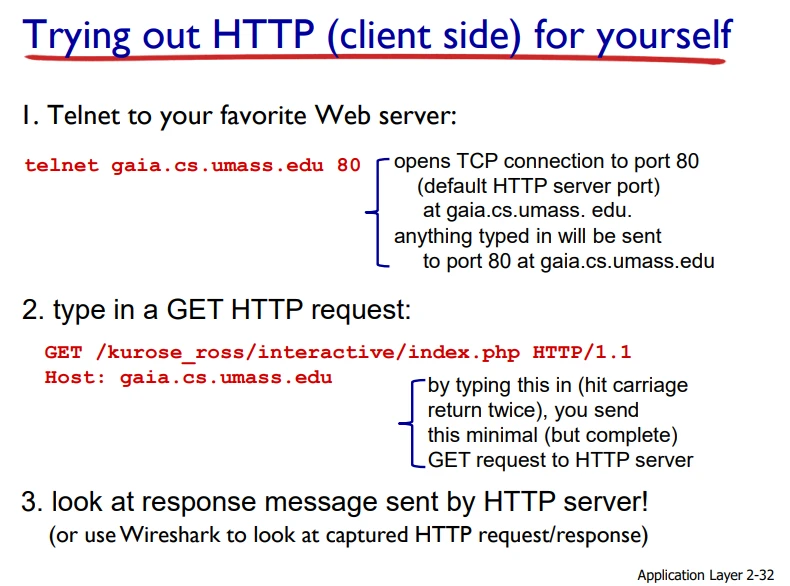 Trying out HTTP (client side) for yourself
1. Telnet to your favorite Web server:
telnet gaia.cs.umass.edu 80
opens TCP connection to port 80
(default HTTP server port)
at gaia.cs.umass. edu.
anything typed in will be sent
to port 80 at gaia.cs.umass.edu
2. type in a GET HTTP request:
GET /kurose_ross/interactive/index.php HTTP/1.1
Host: gaia.cs.umass.edu
by typing this in (hit carriage
return twice), you send
this minimal (but complete)
GET request to HTTP server
3. look at response message sent by HTTP server!
(or use Wireshark to look at captured HTTP request/response)
Application Layer 2-32